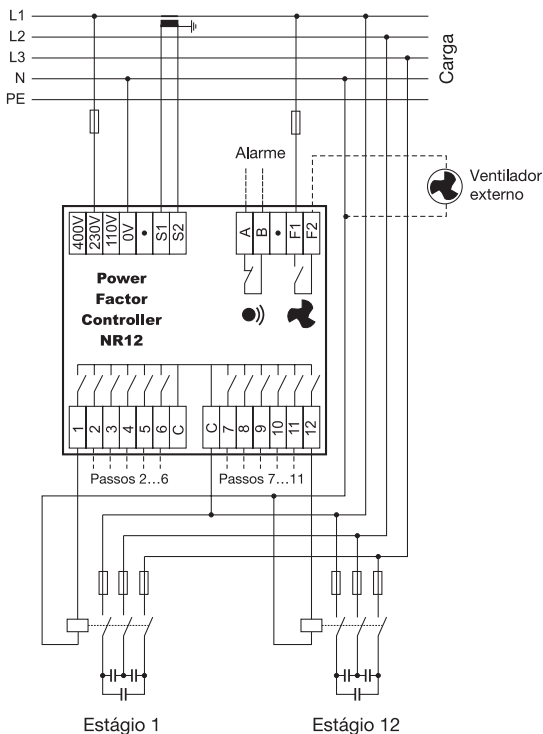 L1
L2
L3
N
PE
Carga
Alarme
Ventilador
externo
400V
230V
110V
0V
S1
S2
A
B
F1
F2
Power
Factor
Controller
NR12
1
2
3
4
5
6
C
C
7
8
9
10
11
12
Passos 2...6
Passos 7...11
Estágio 1
Estágio 12